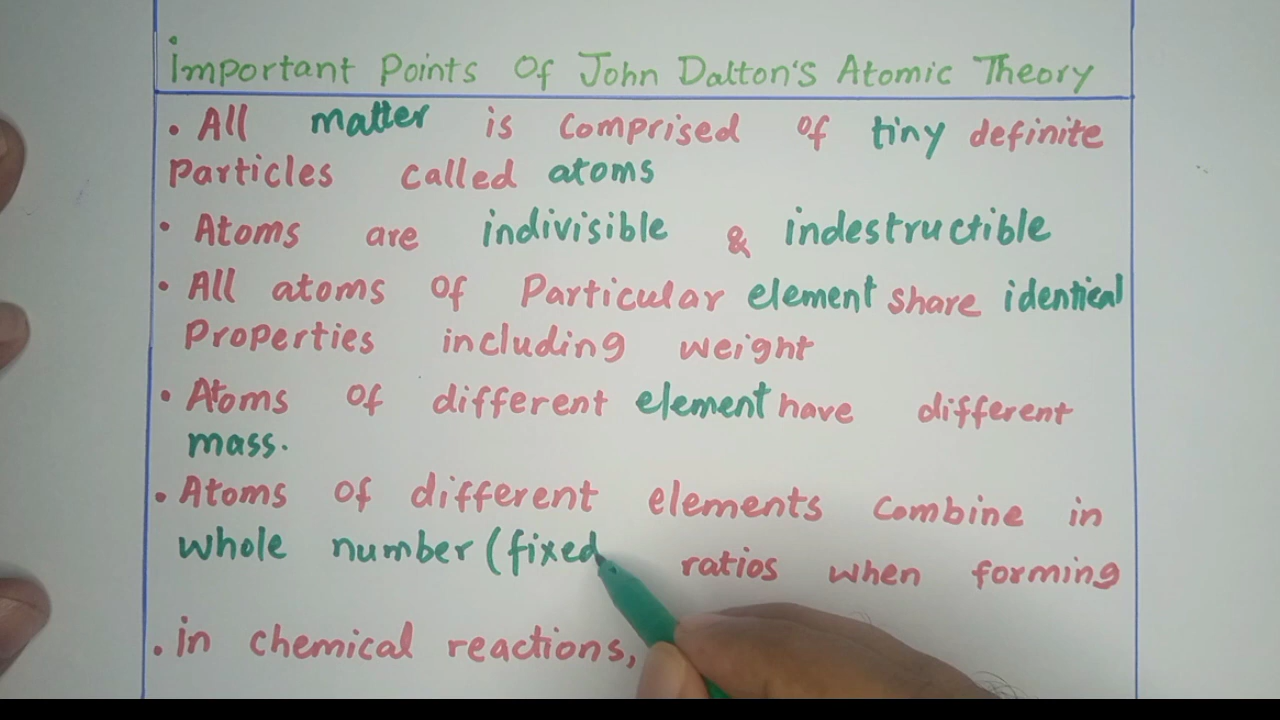 Important Points Of John Dalton's Atomic Theory
• All matter is comprised of tiny definite
Particles called atoms
• Atoms are indivisible & indestructible
• All atoms of Particular element share identical
Properties including weight
• Atoms of different element have different
mass.
• Atoms of different elements combine in
whole number (fixed ratios when forming
• in chemical reactions,